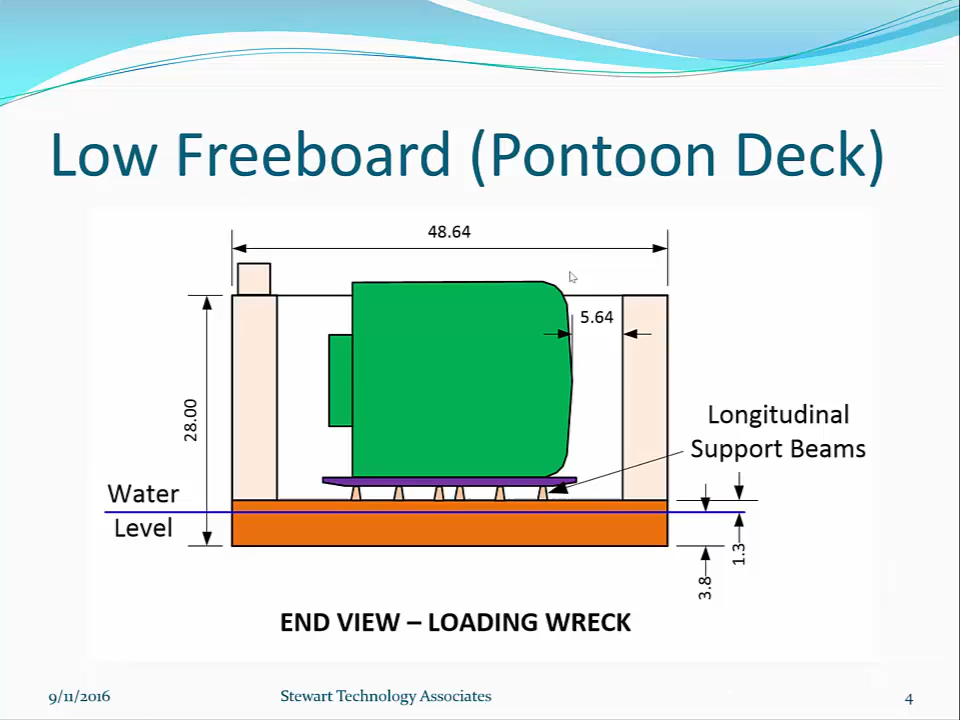 Low Freeboard (Pontoon Deck)
48.64
5.64
28.00
Longitudinal
Support Beams
Water
Level
1.3
3.8
END VIEW – LOADING WRECK
9/11/2016
Stewart Technology Associates
4